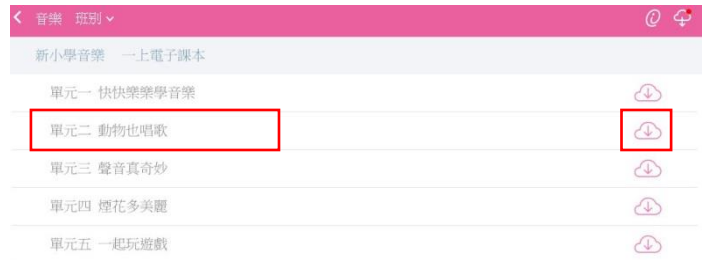 音樂 班別
新小學音樂 一上電子課本
單元一 快快樂樂學音樂
單元二 動物也唱歌
單元三 聲音真奇妙
單元四 煙花多美麗
單元五 一起玩遊戲